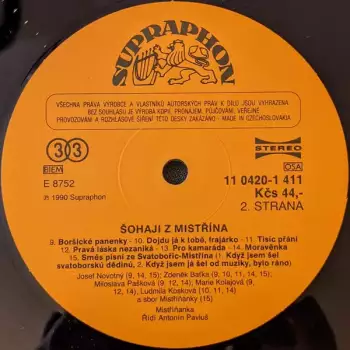 SUPRAPHON
VŠECHNA PRÁVA VÝROBCE A VLASTNÍKŮ AUTORSKÝCH PRÁV K DÍLU JSOU VYHRAZENA
BEZ SOUHLASU JE VÝROBA KOPIÍ, PRONÁJEM, PŮJČOVÁNÍ, VEŘEJNÉ
PROVOZOVÁNÍ A ROZHLASOVÉ ŠÍŘENÍ TÉTO DESKY ZAKÁZÁNO - MADE IN CZECHOSLOVAKIA
33
BIEM
STEREO
OSA
E 8752
11 0420-1 411
Kčs 44,-
℗ 1990 Supraphon
2. STRANA
ŠOHAJI Z MISTŘÍNA
9. Boršické panenky - 10. Dojdu já k lobě, frajárko - 11. Tisíc přání
12. Pravá láska nezaniká - 13. Pro kamaráda - 14. Moravěnka
15. Směs písní ze Svatobořic-Mistřína (1. Když jsem šel
svatoborskú dědinú, 2. Když jsem já šel od muziky, bylo ráno)
Josef Novotný (9, 14, 15), Zdeněk Baťka (9, 10, 11, 14, 15),
Miloslava Pašková (9, 12, 14), Marie Kolajová (9,
12, 14), Ludmila Kosková (10, 11, 14)
a sbor Mistříňanky (15)
Mistříňanka
Řídí Antonín Pavluš